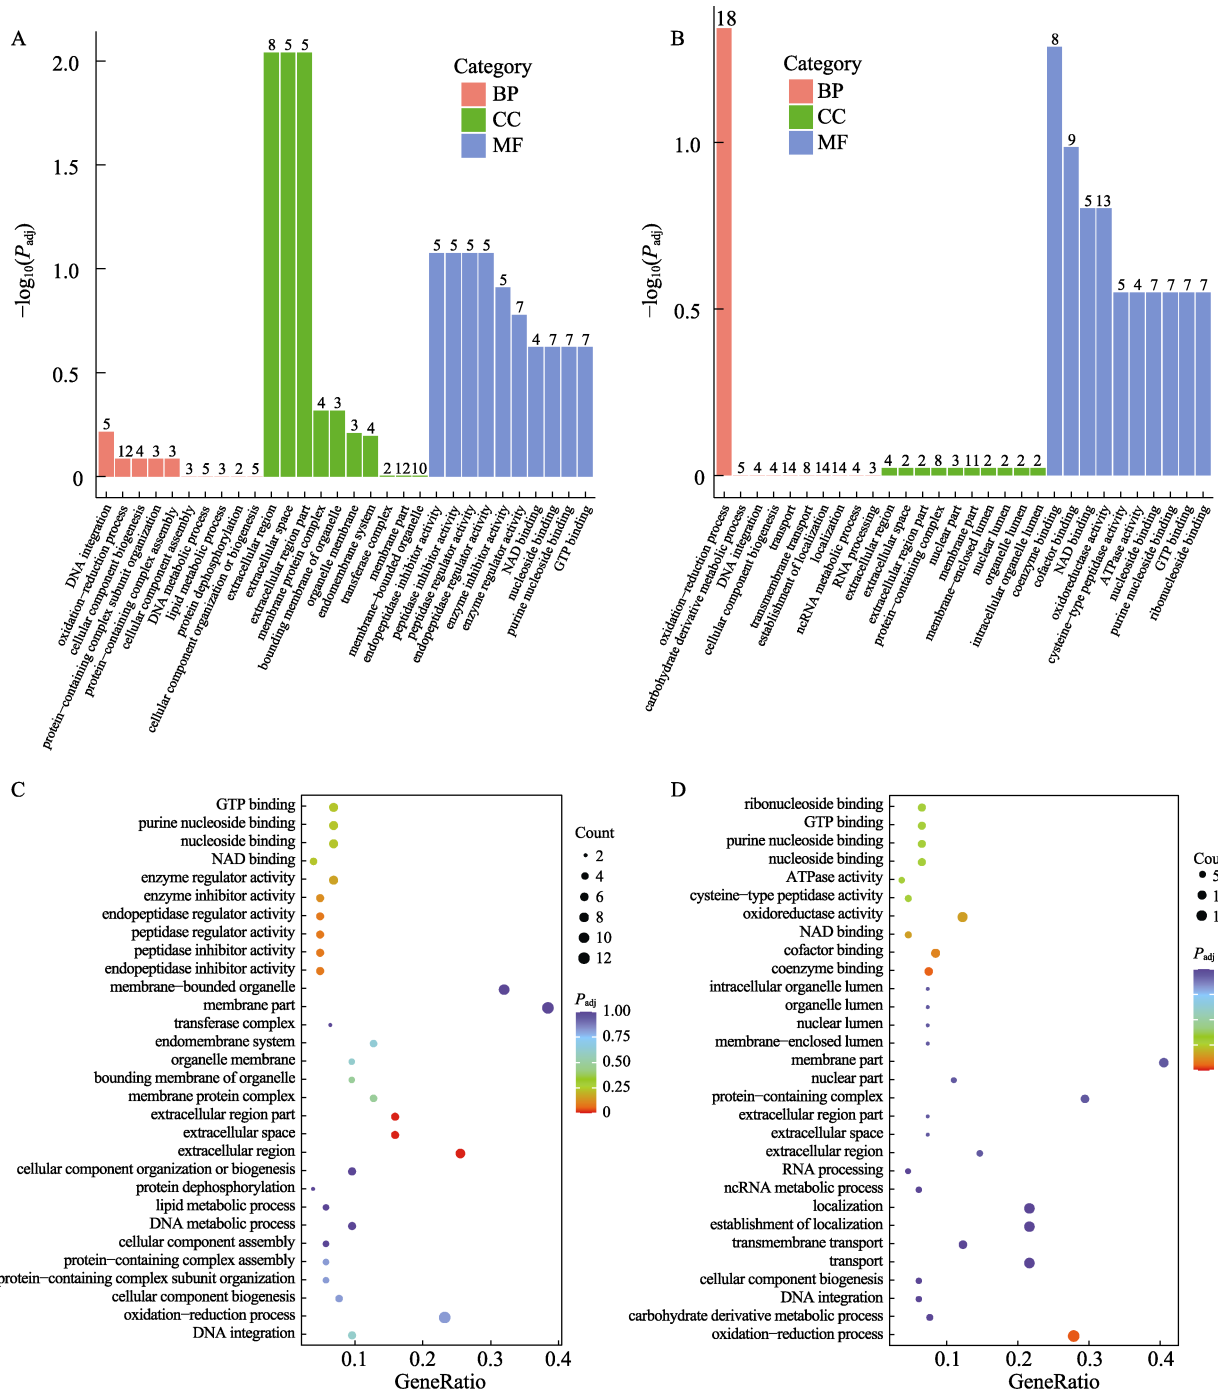 A
2.0
1.5
1.0
0.5
0
−log10(Padj)
Category
BP
CC
MF
5
12
4
3
3
3
5
3
2
5
8
5
5
4
3
3
4
2
12
10
5
5
5
5
5
7
4
7
7
7
DNA integration
oxidation−reduction process
cellular component biogenesis
protein−containing complex subunit organization
protein−containing complex assembly
cellular component assembly
DNA metabolic process
lipid metabolic process
protein dephosphorylation
cellular component organization or biogenesis
extracellular region
extracellular space
extracellular region part
membrane protein complex
bounding membrane of organelle
organelle membrane
endomembrane system
transferase complex
membrane part
membrane−bounded organelle
endopeptidase inhibitor activity
peptidase inhibitor activity
peptidase regulator activity
endopeptidase regulator activity
enzyme inhibitor activity
enzyme regulator activity
NAD binding
nucleoside binding
purine nucleoside binding
GTP binding
B
1.0
0.5
0
−log10(Padj)
Category
BP
CC
MF
18
5
4
4
14
8
14
14
4
3
4
2
2
8
3
11
2
2
2
2
8
9
5
13
5
4
7
7
7
7
oxidation−reduction process
carbohydrate derivative metabolic process
DNA integration
cellular component biogenesis
transport
transmembrane transport
establishment of localization
localization
ncRNA metabolic process
RNA processing
extracellular region
extracellular space
extracellular region part
protein−containing complex
nuclear part
membrane part
membrane−enclosed lumen
nuclear lumen
organelle lumen
intracellular organelle lumen
coenzyme binding
cofactor binding
NAD binding
oxidoreductase activity
cysteine−type peptidase activity
ATPase activity
nucleoside binding
purine nucleoside binding
GTP binding
ribonucleoside binding
C
GTP binding
purine nucleoside binding
nucleoside binding
NAD binding
enzyme regulator activity
enzyme inhibitor activity
endopeptidase regulator activity
peptidase regulator activity
peptidase inhibitor activity
endopeptidase inhibitor activity
membrane−bounded organelle
membrane part
transferase complex
endomembrane system
organelle membrane
bounding membrane of organelle
membrane protein complex
extracellular region part
extracellular space
extracellular region
cellular component organization or biogenesis
protein dephosphorylation
lipid metabolic process
DNA metabolic process
cellular component assembly
protein−containing complex assembly
protein−containing complex subunit organization
cellular component biogenesis
oxidation−reduction process
DNA integration
0.1
0.2
0.3
0.4
GeneRatio
Count
2
4
6
8
10
12
Padj
1.00
0.75
0.50
0.25
0
D
ribonucleoside binding
GTP binding
purine nucleoside binding
nucleoside binding
ATPase activity
cysteine−type peptidase activity
oxidoreductase activity
NAD binding
cofactor binding
coenzyme binding
intracellular organelle lumen
organelle lumen
nuclear lumen
membrane−enclosed lumen
membrane part
nuclear part
protein−containing complex
extracellular region part
extracellular space
extracellular region
RNA processing
ncRNA metabolic process
localization
establishment of localization
transmembrane transport
transport
cellular component biogenesis
DNA integration
carbohydrate derivative metabolic process
oxidation−reduction process
0.1
0.2
0.3
0.4
GeneRatio
Cou
5
1
1
Padj